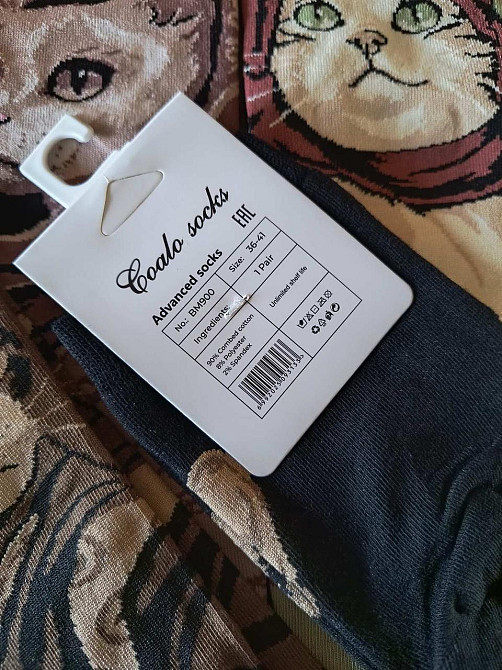 Coalo socks
EAC
Advanced socks
No.: BM900
Size: 36-41
Ingredients
1 Pair
90% Combed cotton
8% Polyester
2% Spandex
Unlimited shelf life